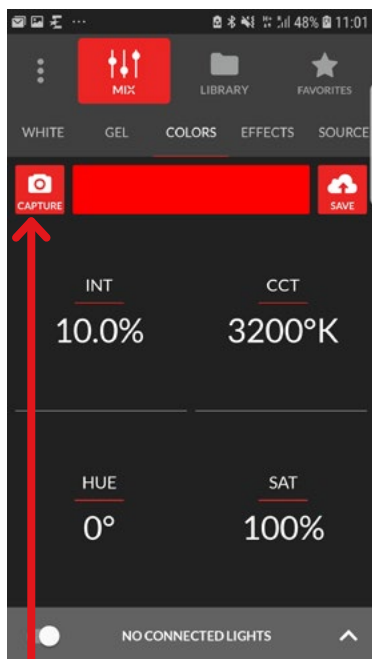 48% 11:01
MIX
LIBRARY
FAVORITES
WHITE GEL COLORS EFFECTS SOURCE
CAPTURE
SAVE
INT
CCT
10.0%
3200°K
HUE
SAT
0°
100%
NO CONNECTED LIGHTS